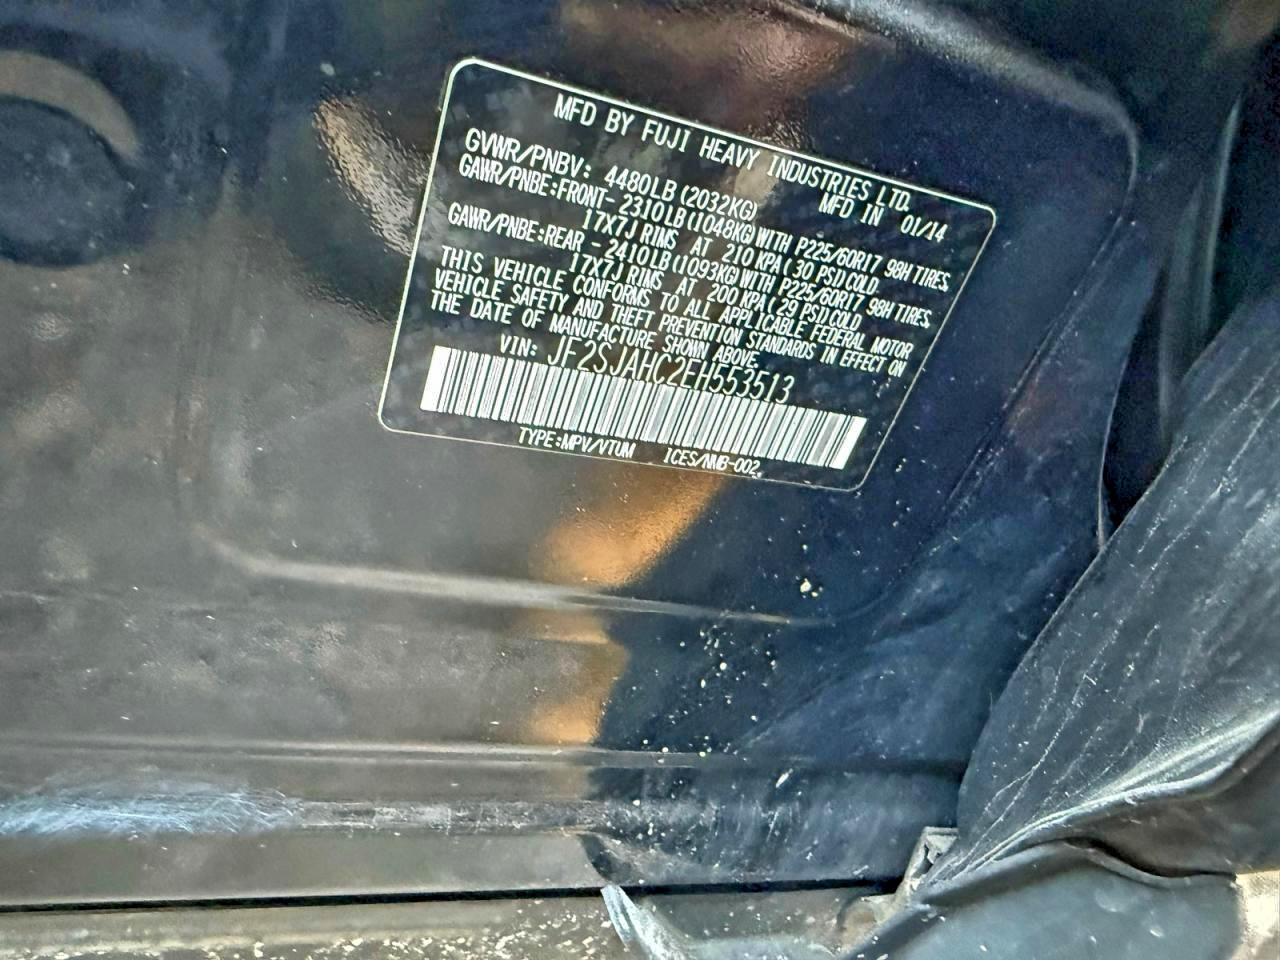 MFD BY FUJI HEAVY INDUSTRIES LTD.
GVWR/PNBV: 4480LB(2032KG) MFD IN 01/14
GAWR/PNBE:FRONT- 2310LB(1048KG)WITH P225/60R17 98H TIRES,
17X7J RIMS AT 210 KPA(30 PSI)COLD.
GAWR/PNBE:REAR - 2410LB(1093KG)WITH P225/60R17 98H TIRES,
17X7J RIMS AT 200 KPA(29 PSI)COLD
THIS VEHICLE CONFORMS TO ALL APPLICABLE FEDERAL MOTOR
VEHICLE SAFETY AND THEFT PREVENTION STANDARDS IN EFFECT ON
THE DATE OF MANUFACTURE SHOWN ABOVE.
VIN: JF2SJAHC2EH553513
TYPE:MPV/VTUM ICES/NMB-002